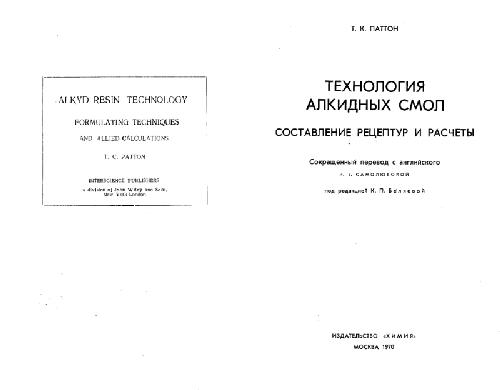 ALKYD RESIN TECHNOLOGY
FORMULATING TECHNIQUES
AND ALLIED CALCULATIONS
T. C. PATTON
INTERSCIENCE PUBLISHERS
a division of John Wiley and Sons,
New York London
Т. К. ПАТТОН
ТЕХНОЛОГИЯ
АЛКИДНЫХ СМОЛ
СОСТАВЛЕНИЕ РЕЦЕПТУР И РАСЧЕТЫ
Сокращенный перевод с английского
САМОЛЮБОВОЙ
под редакцией К. П. Беляевой
ИЗДАТЕЛЬСТВО «ХИМИЯ»
МОСКВА, 1970